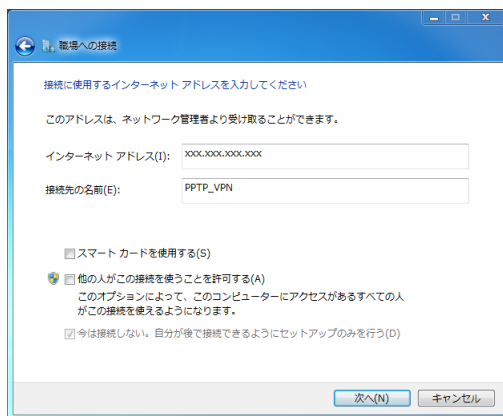 職場への接続
接続に使用するインターネット アドレスを入力してください
このアドレスは、ネットワーク管理者より受け取ることができます。
インターネット アドレス(I): xxx.xxx.xxx.xxx
接続先の名前(E): PPTP_VPN
スマート カードを使用する(S)
他の人がこの接続を使うことを許可する(A)
このオプションによって、このコンピューターにアクセスがあるすべての人
がこの接続を使えるようになります。
今は接続しない。自分が後で接続できるようにセットアップのみを行う(D)
次へ(N) キャンセル